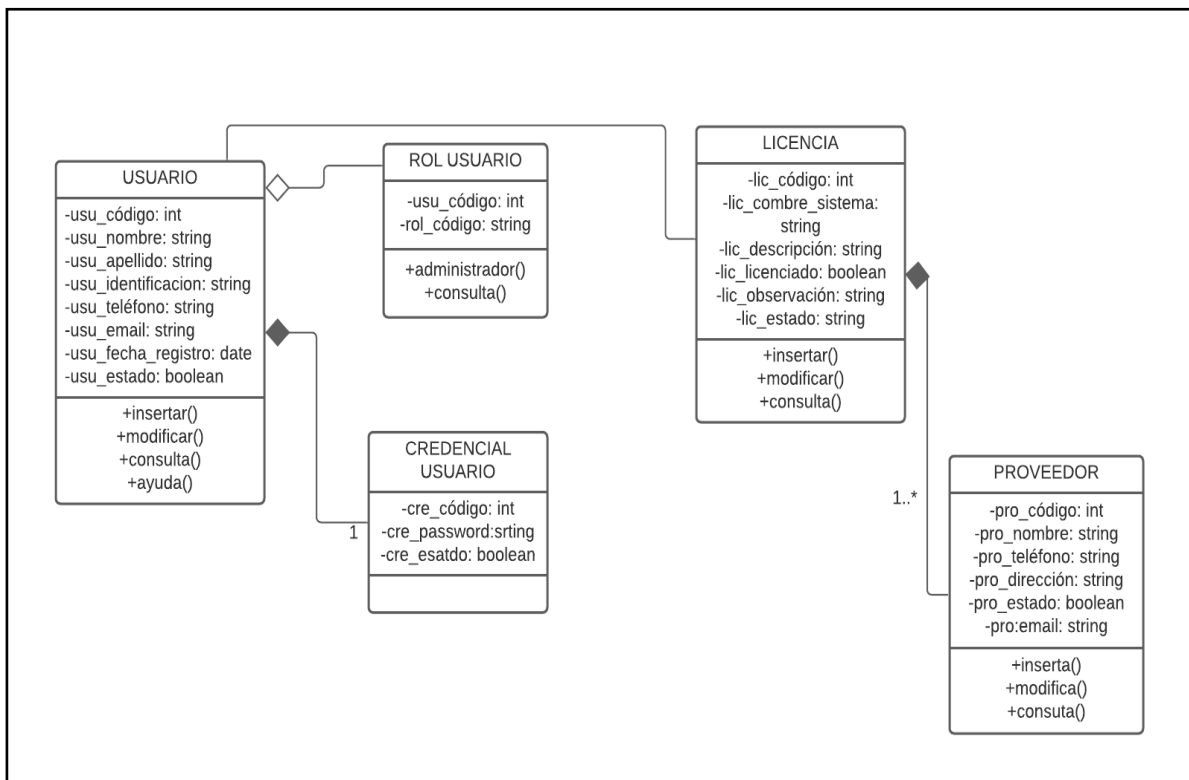 USUARIO
-usu_código: int
-usu_nombre: string
-usu_apellido: string
-usu_identificacion: string
-usu_teléfono: string
-usu_email: string
-usu_fecha_registro: date
-usu_estado: boolean
+insertar()
+modificar()
+consulta()
+ayuda()
ROL USUARIO
-usu_código: int
-rol_código: string
+administrador()
+consulta()
CREDENCIAL
USUARIO
-cre_código: int
-cre_password:srting
-cre_esatdo: boolean
1
LICENCIA
-lic_código: int
-lic_combre_sistema:
string
-lic_descripción: string
-lic_licenciado: boolean
-lic_observación: string
-lic_estado: string
+insertar()
+modificar()
+consulta()
1..*
PROVEEDOR
-pro_código: int
-pro_nombre: string
-pro_teléfono: string
-pro_dirección: string
-pro_estado: boolean
-pro:email: string
+inserta()
+modifica()
+consuta()